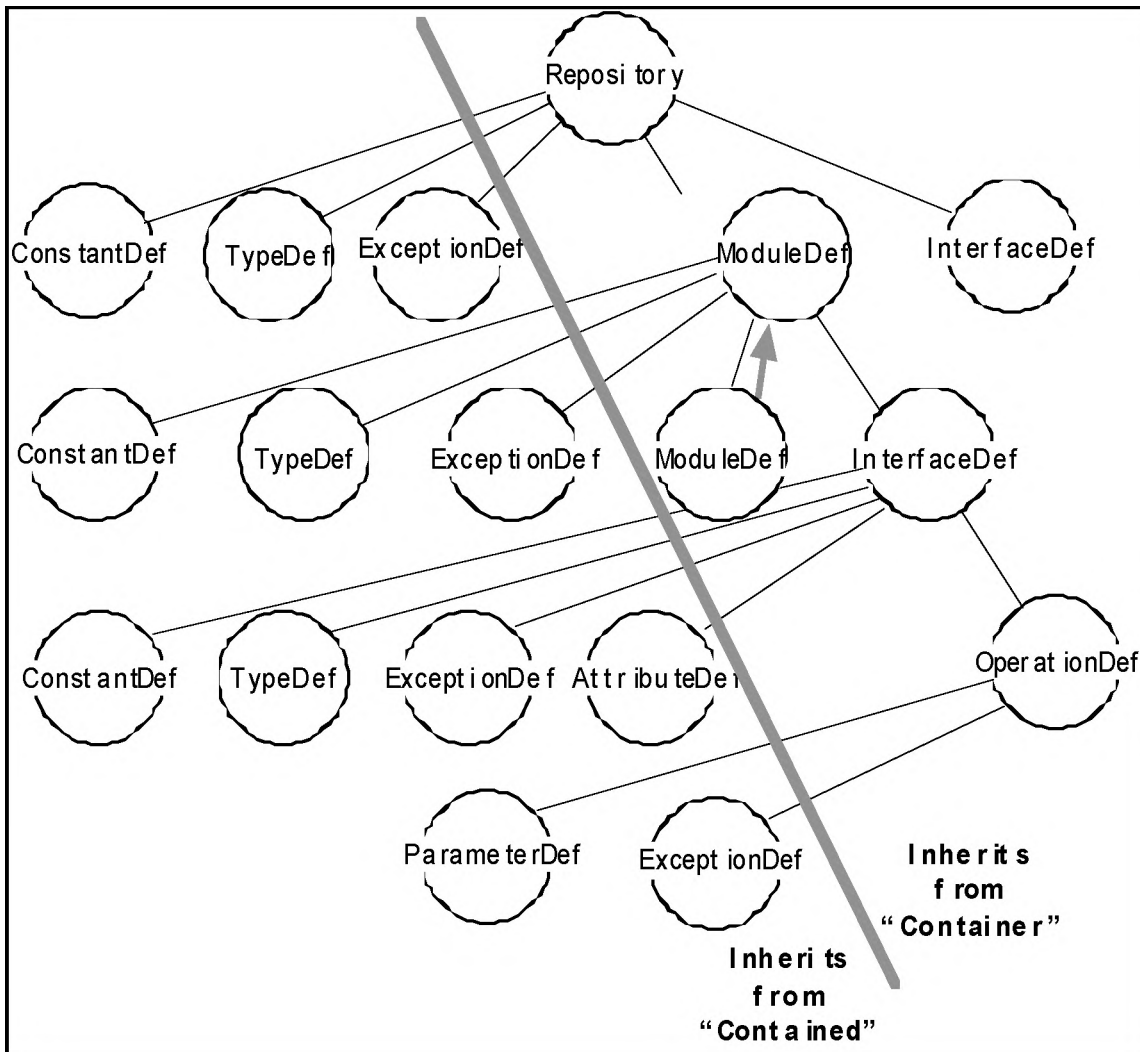 Repository
ConstantDef
TypeDef
ExceptionDef
ModuleDef
InterfaceDef
ConstantDef
TypeDef
ExceptionDef
ModuleDef
InterfaceDef
ConstantDef
TypeDef
ExceptionDef
AttributeDef
OperationDef
ParameterDef
ExceptionDef
Inherits
from
“Container”
Inherits
from
“Contained”